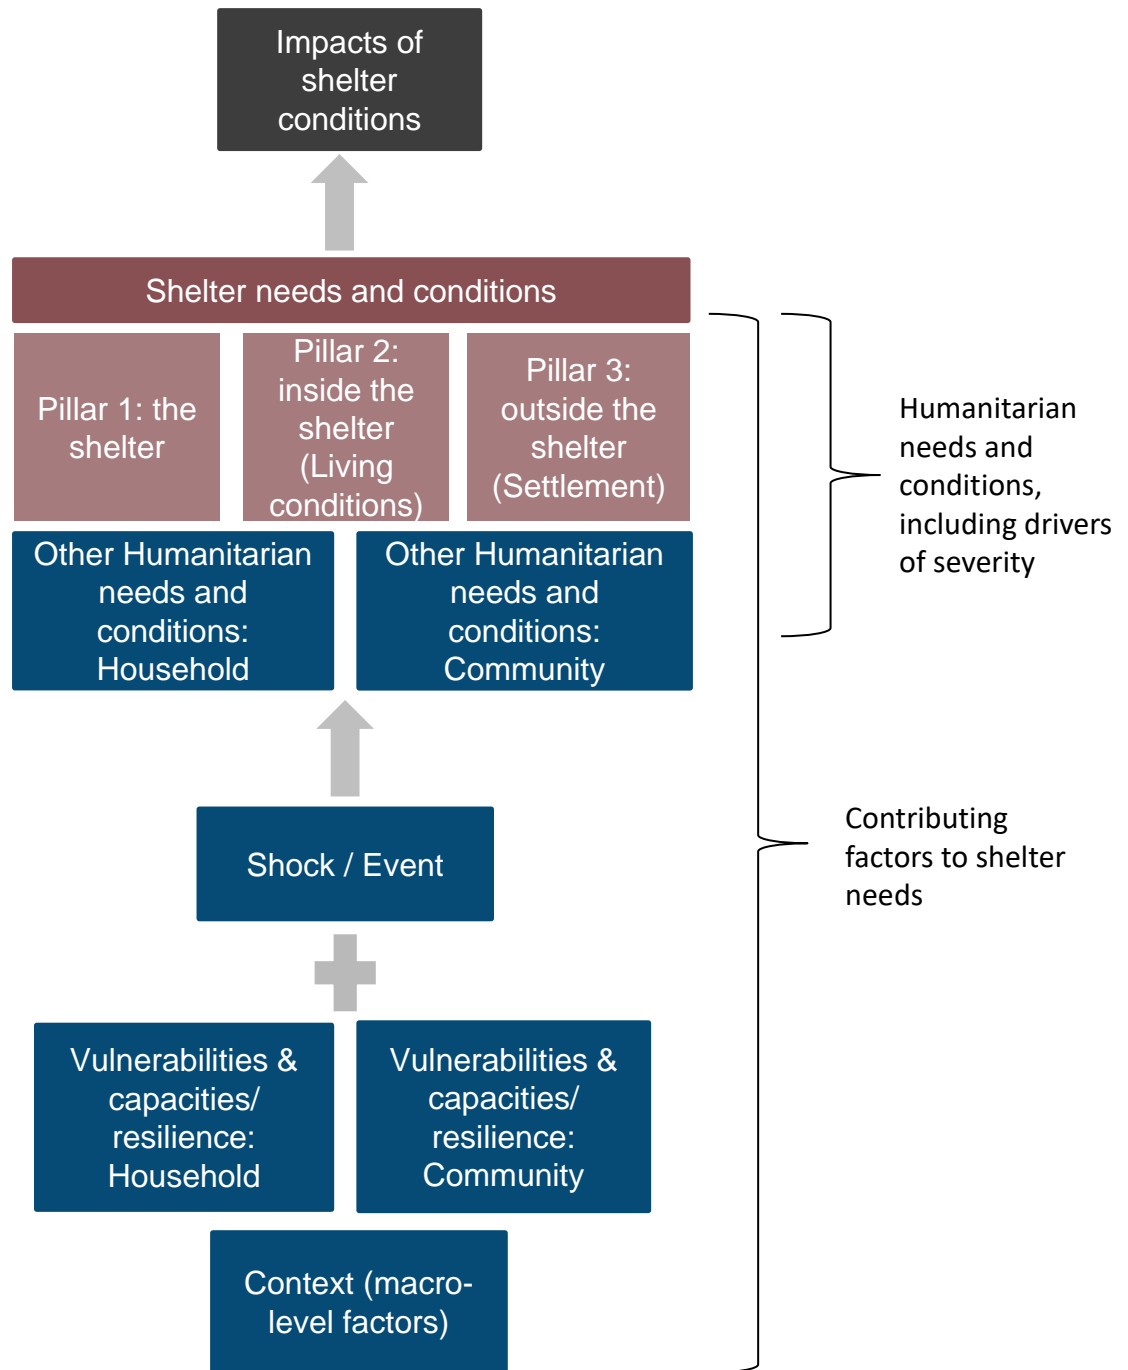 Impacts of
shelter
conditions
Shelter needs and conditions
Pillar 1: the
shelter
Pillar 2:
inside the
shelter
(Living
conditions)
Pillar 3:
outside the
shelter
(Settlement)
Other Humanitarian
needs and
conditions:
Household
Other Humanitarian
needs and
conditions:
Community
Humanitarian
needs and
conditions,
including drivers
of severity
Shock / Event
Contributing
factors to shelter
needs
Vulnerabilities &
capacities/
resilience:
Household
Vulnerabilities &
capacities/
resilience:
Community
Context (macro-
level factors)